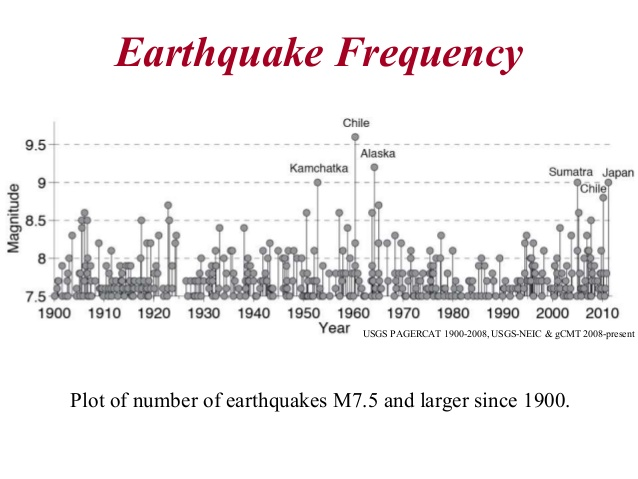 Earthquake Frequency
Chile
Kamchatka
Alaska
Sumatra
Japan
Chile
Magnitude
9.5
9
8.5
8
7.5
1900 1910 1920 1930 1940 1950 1960 1970 1980 1990 2000 2010
Year
USGS PAGERCAT 1900-2008, USGS-NEIC & gCMT 2008-present
Plot of number of earthquakes M7.5 and larger since 1900.